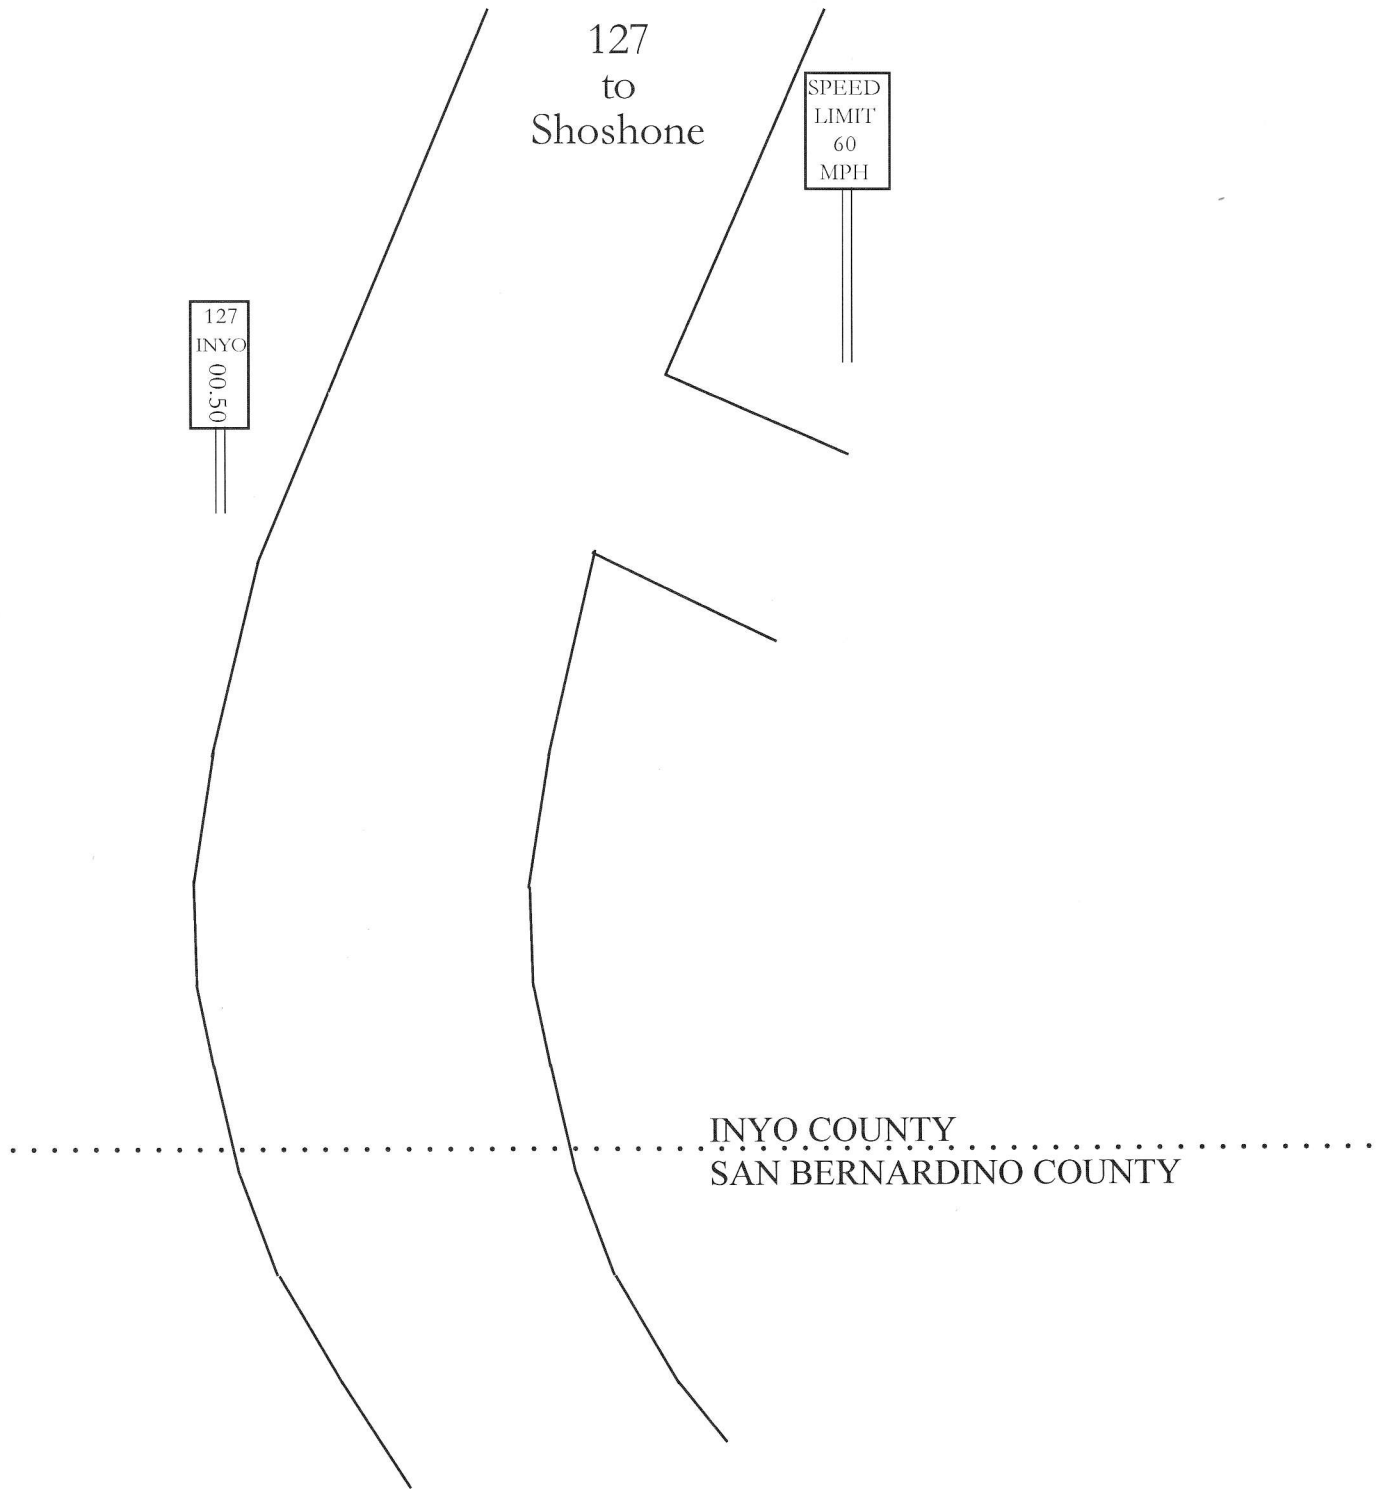 127
to
Shoshone
SPEED
LIMIT
60
MPH
127
INYO
00.50
INYO COUNTY
SAN BERNARDINO COUNTY